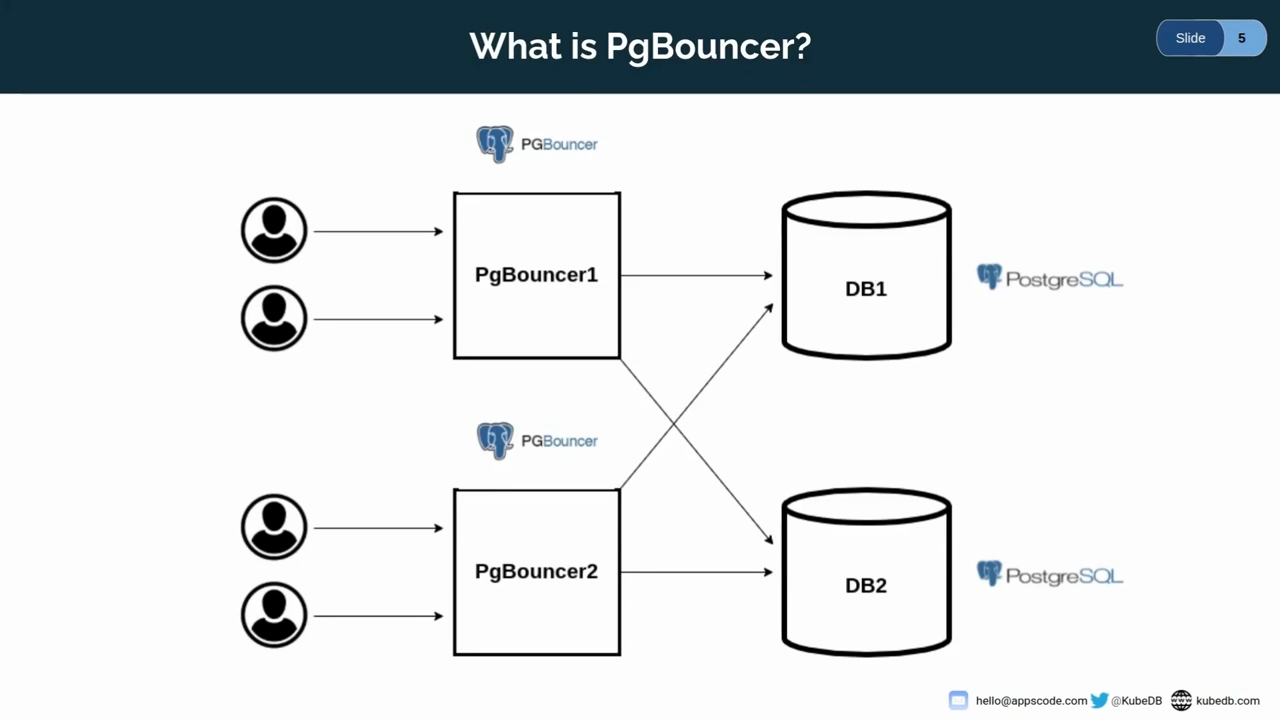 What is PgBouncer?
Slide 5
PGBouncer
PgBouncer1
DB1
PostgreSQL
PGBouncer
PgBouncer2
DB2
PostgreSQL
hello@appscode.com @KubeDB kubedb.com